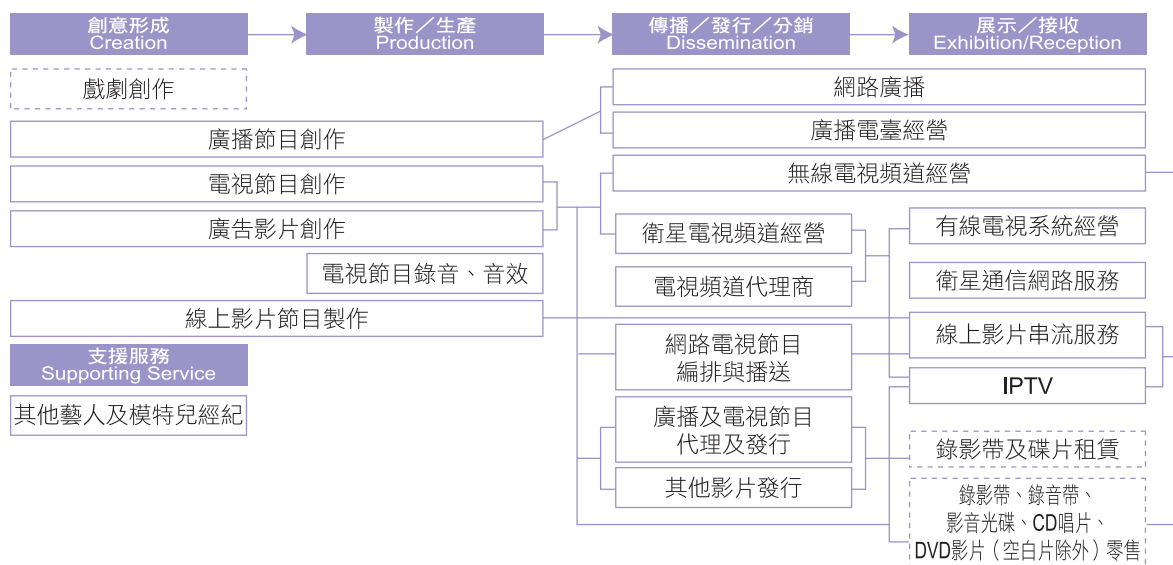 創意形成
Creation
製作／生產
Production
傳播／發行／分銷
Dissemination
展示／接收
Exhibition/Reception
戲劇創作
網路廣播
廣播節目創作
廣播電臺經營
電視節目創作
無線電視頻道經營
廣告影片創作
衛星電視頻道經營
有線電視系統經營
電視節目錄音、音效
電視頻道代理商
衛星通信網路服務
線上影片節目製作
網路電視節目
編排與播送
線上影片串流服務
IPTV
支援服務
Supporting Service
其他藝人及模特兒經紀
廣播及電視節目
代理及發行
錄影帶及碟片租賃
其他影片發行
錄影帶、錄音帶、
影音光碟、CD唱片、
DVD影片（空白片除外）零售